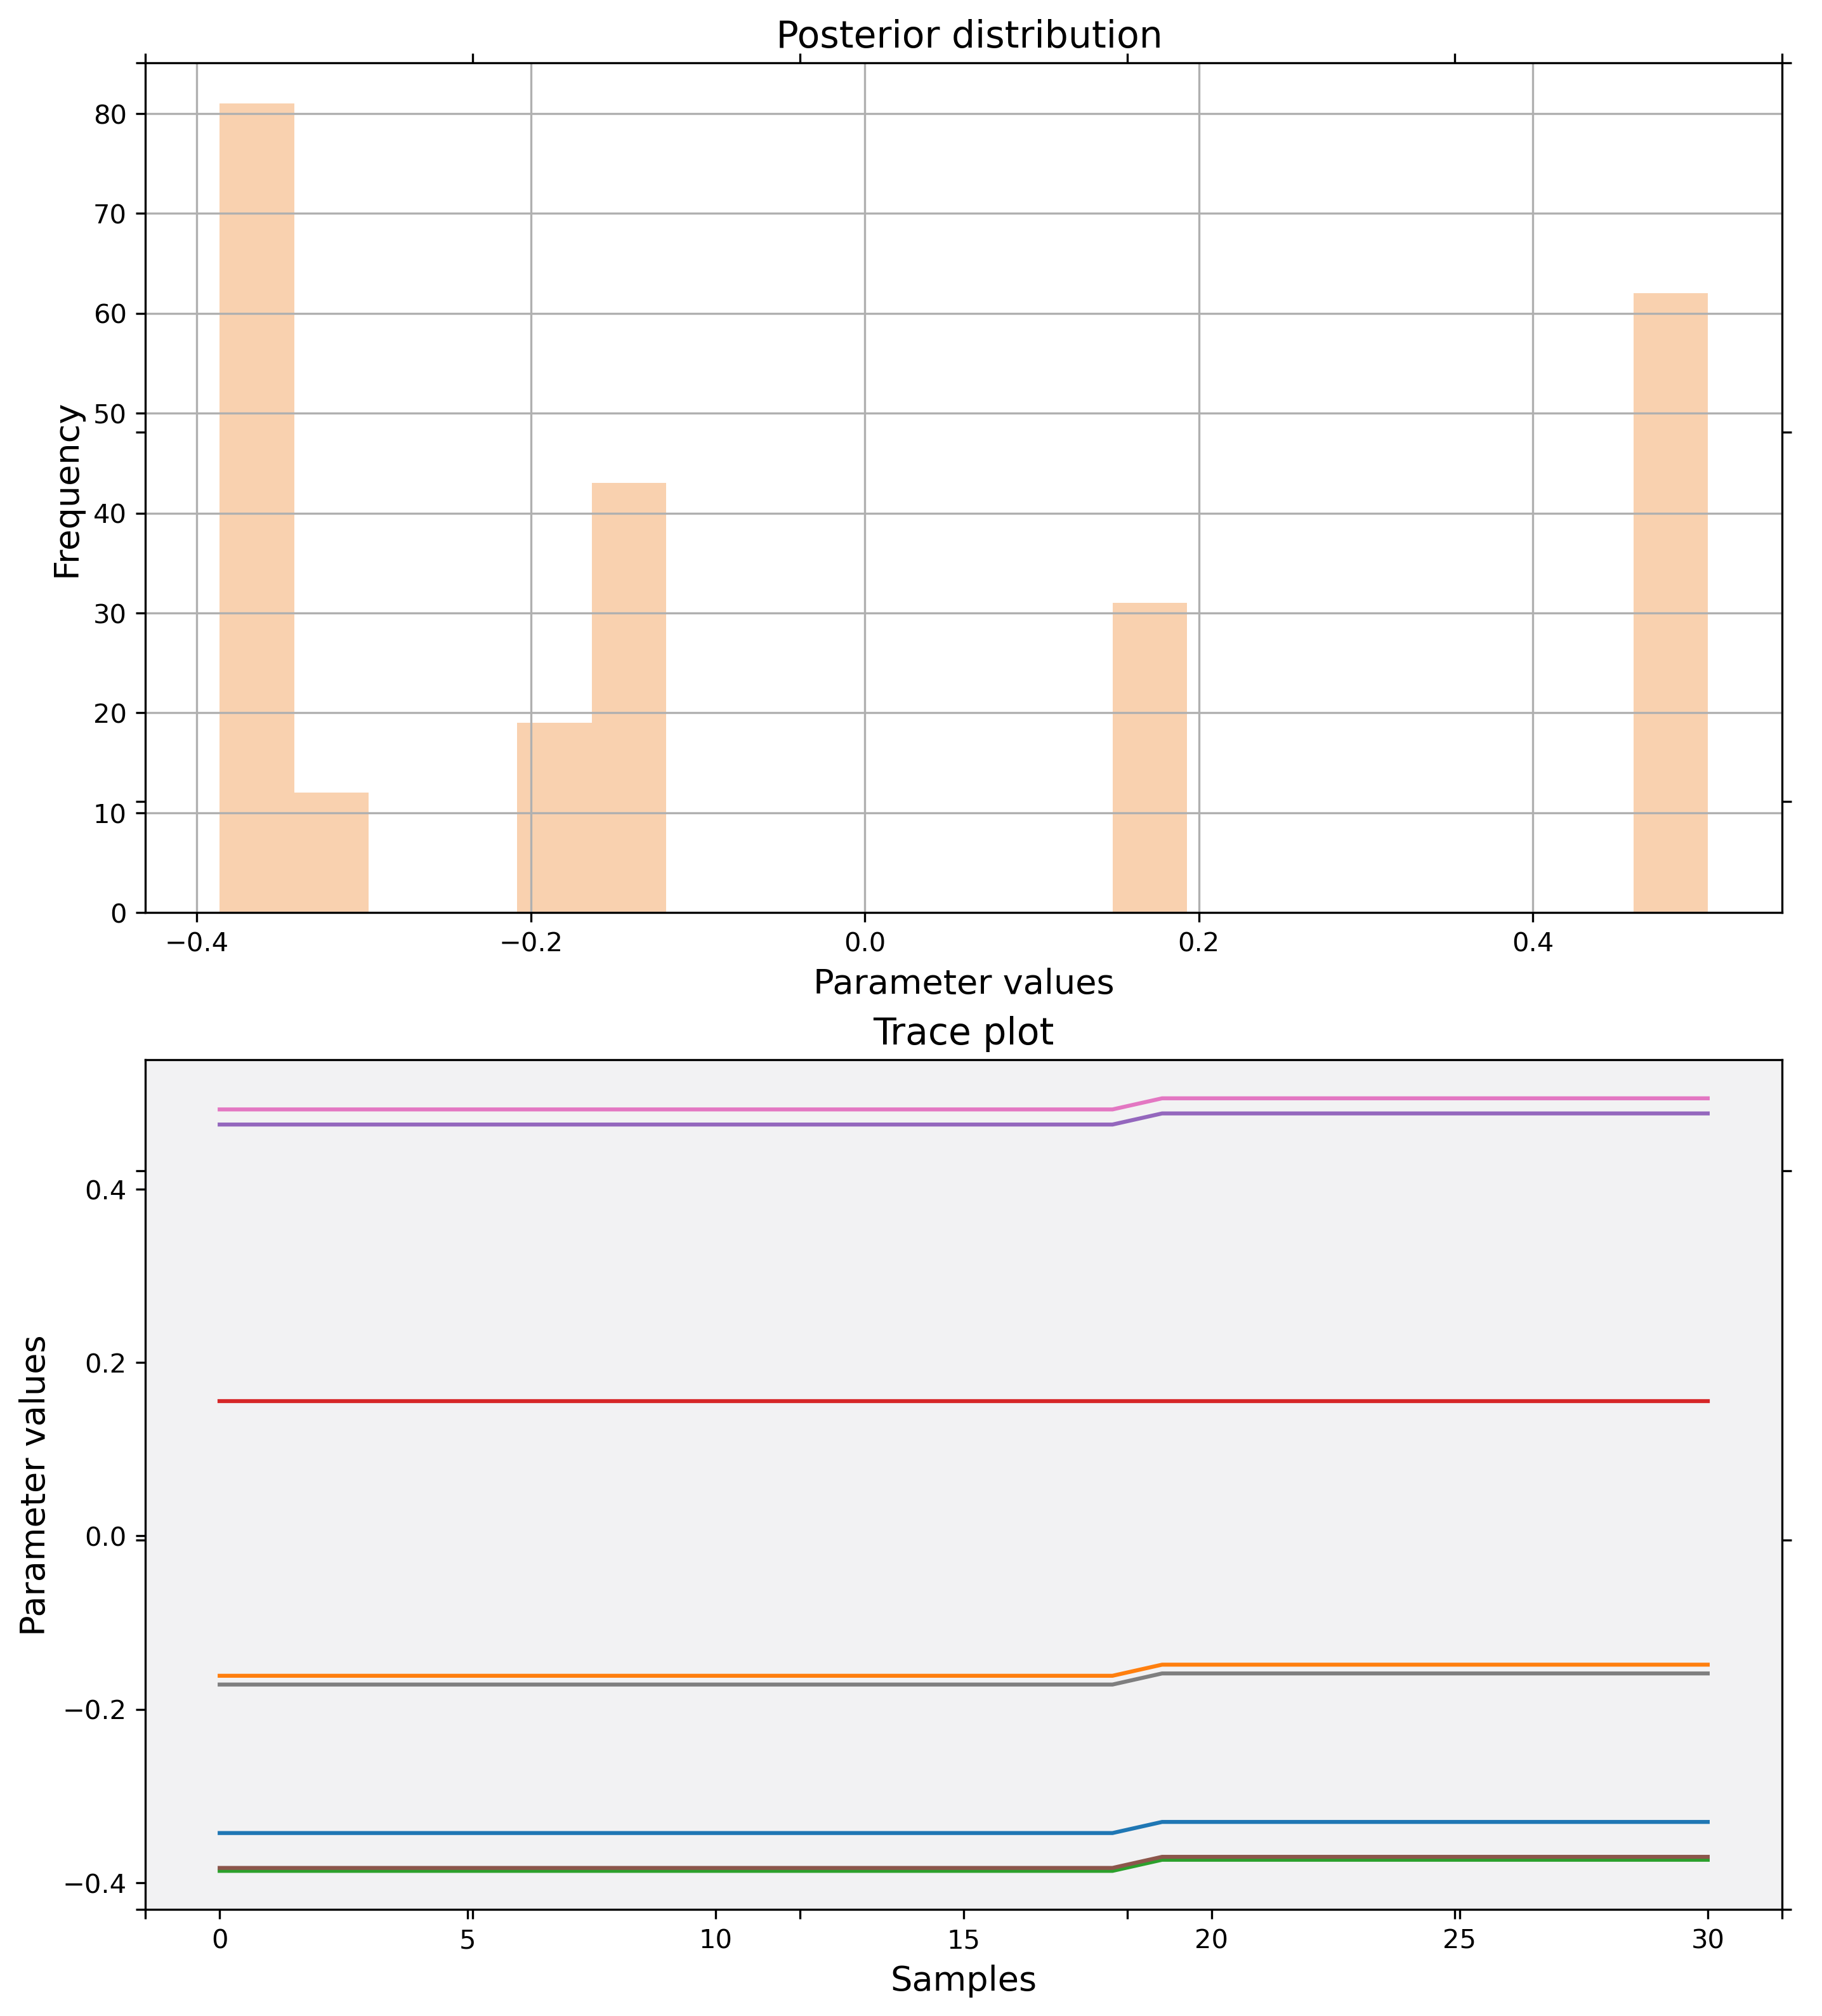 Posterior distribution
80
70
60
50
40
30
20
10
0
Frequency
−0.4 −0.2 0.0 0.2 0.4
Parameter values
Trace plot
0.4
0.2
0.0
−0.2
−0.4
Parameter values
0 5 10 15 20 25 30
Samples